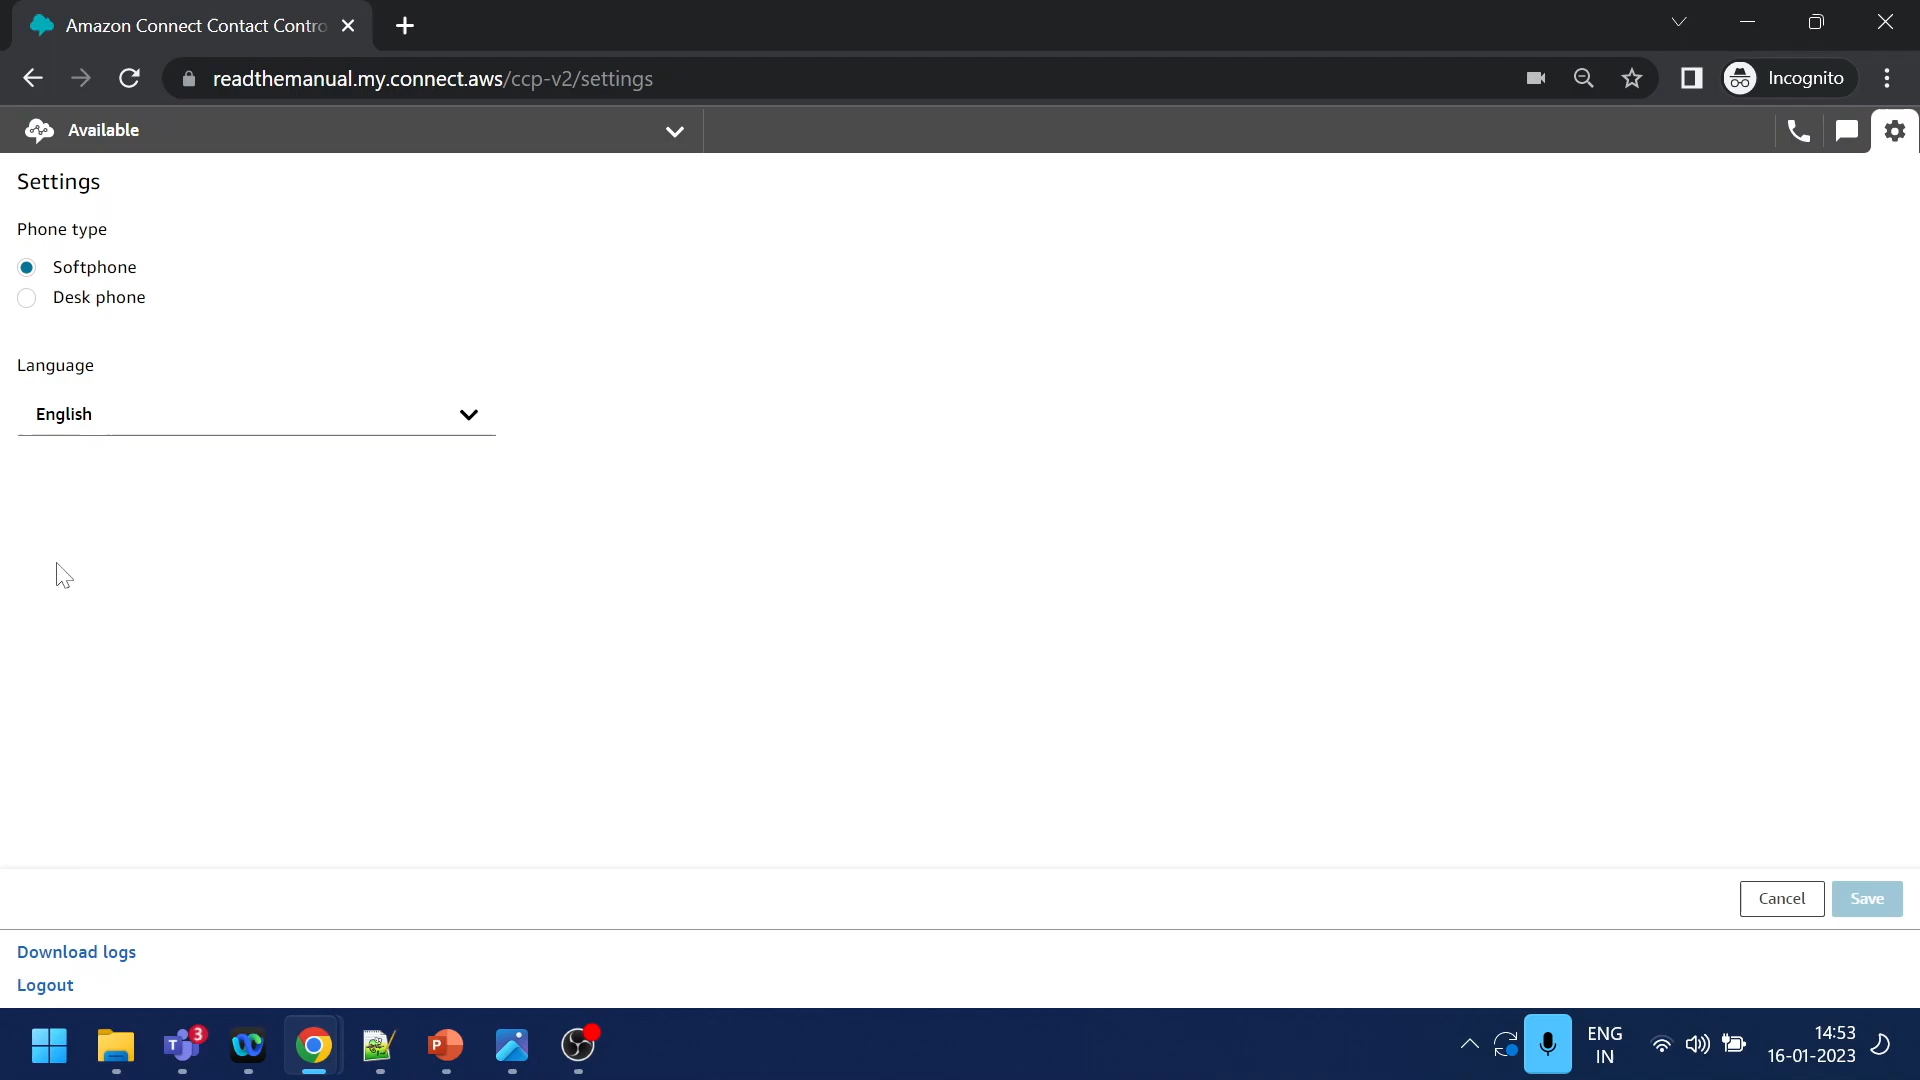 Amazon Connect Contact Contro
readthemanual.my.connect.aws/ccp-v2/settings
Incognito
Available
Settings
Phone type
Softphone
Desk phone
Language
English
Cancel
Save
Download logs
Logout
3
ENG
IN
14:53
16-01-2023